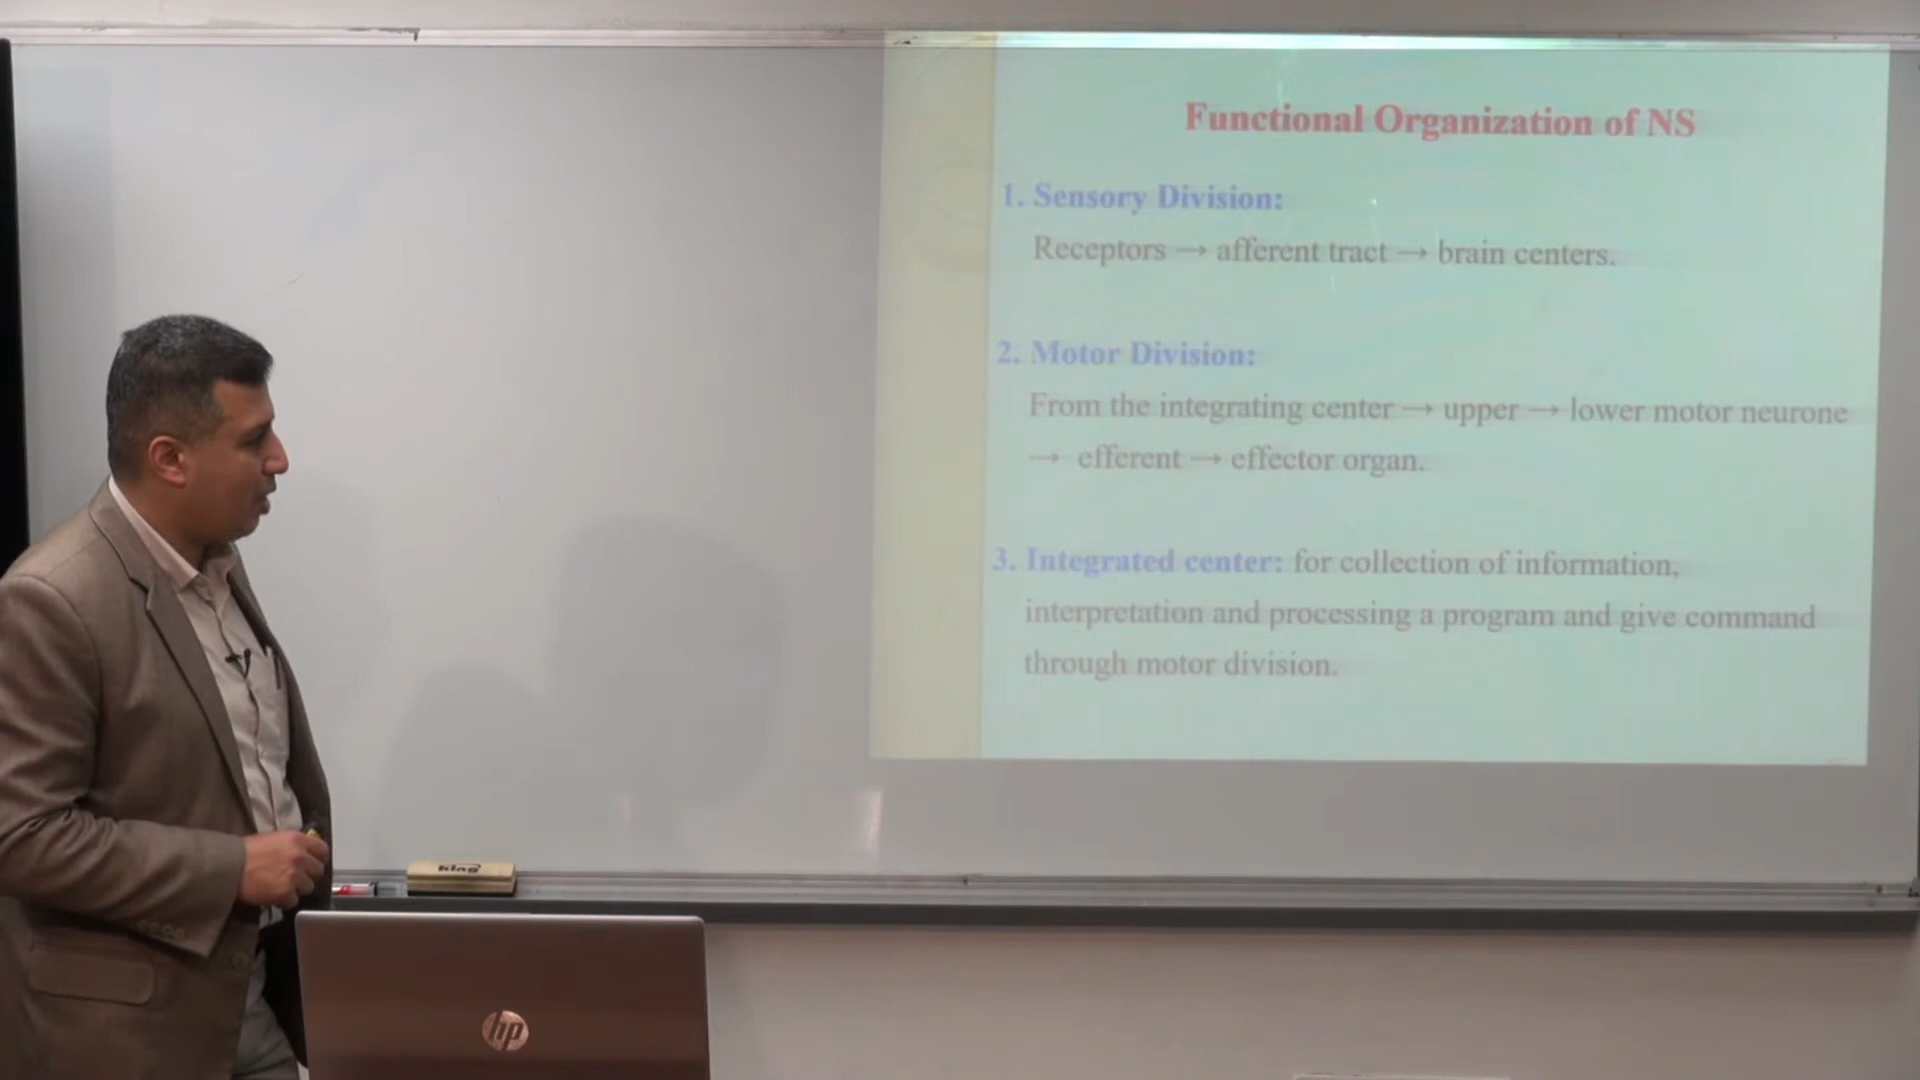 Functional Organization of NS
1. Sensory Division:
Receptors → afferent tract → brain centers.
2. Motor Division:
From the integrating center → upper → lower motor neurone
→ efferent → effector organ.
3. Integrated center: for collection of information,
interpretation and processing a program and give command
through motor division.
King
hp